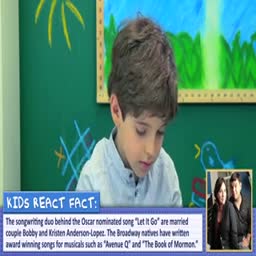 KIDS REACT FACT:
The songwriting duo behind the Oscar nominated song "Let It Go" are married
couple Bobby and Kristen Anderson-Lopez. The Broadway natives have written
award winning songs for musicals such as "Avenue Q" and "The Book of Mormon."